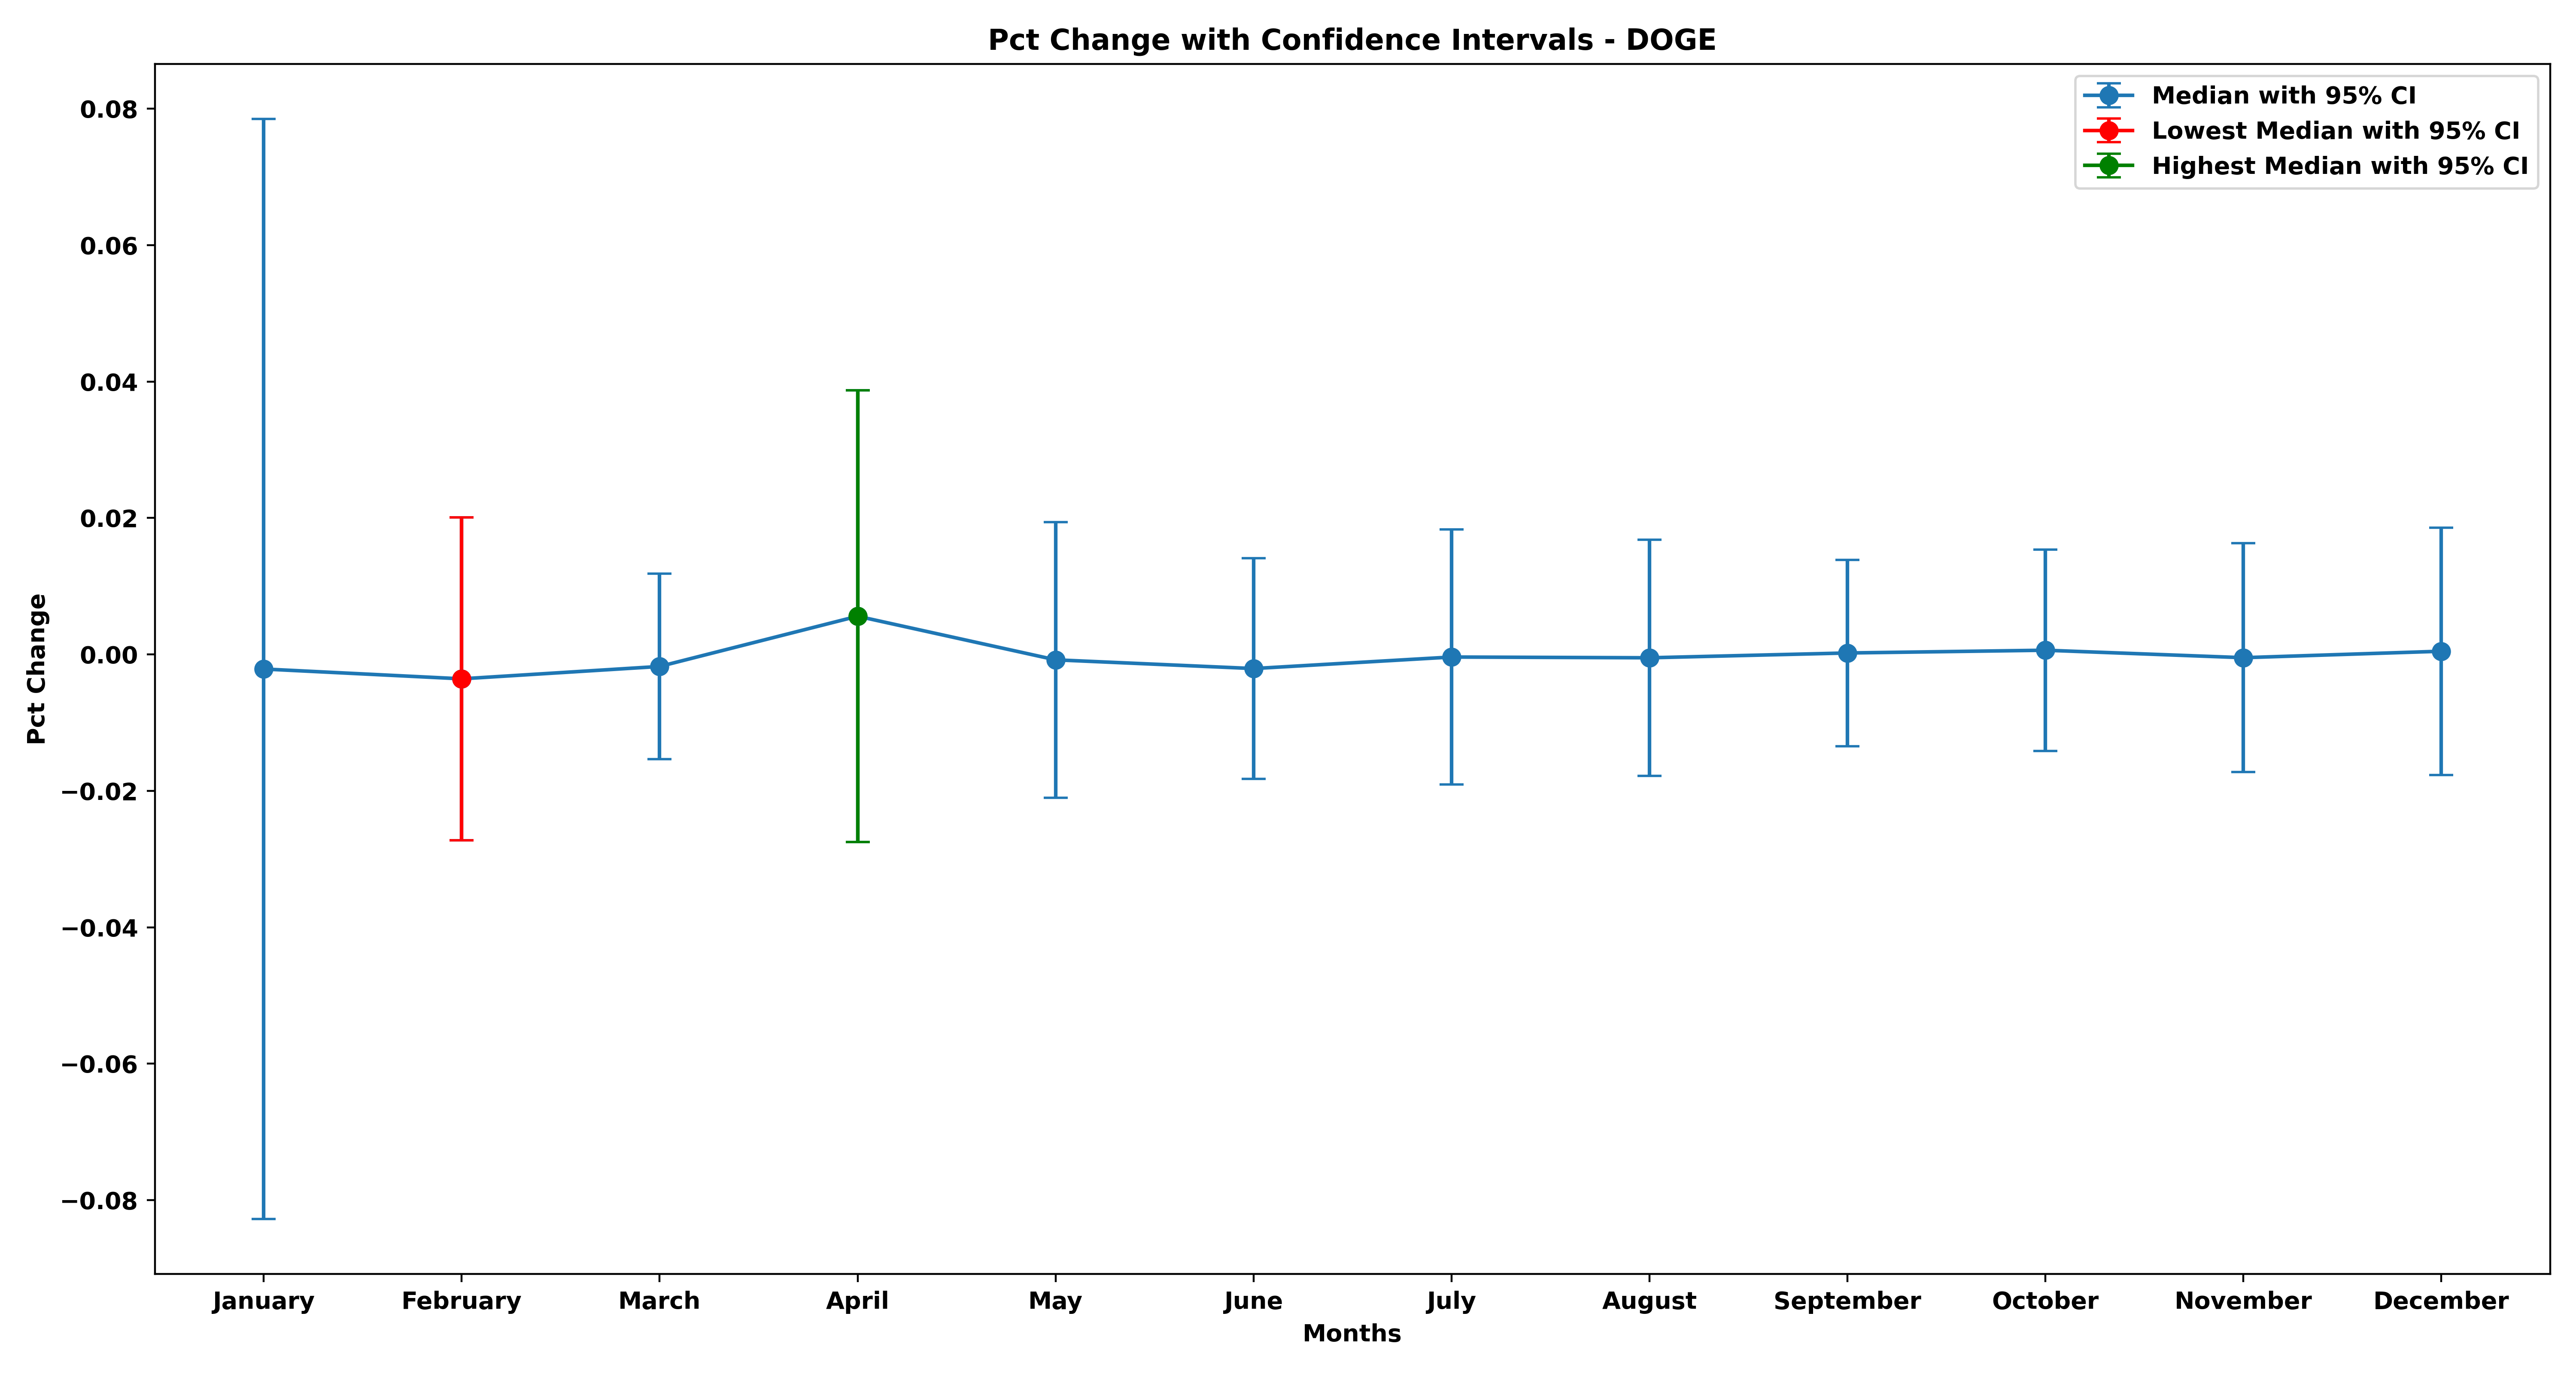 Pct Change with Confidence Intervals - DOGE
Median with 95% CI
Lowest Median with 95% CI
Highest Median with 95% CI
Pct Change
0.08
0.06
0.04
0.02
0.00
−0.02
−0.04
−0.06
−0.08
January February March April May June July August September October November December
Months